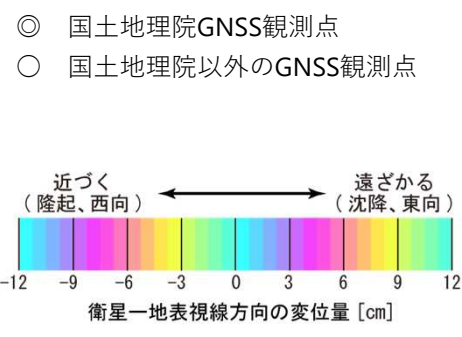 ◎ 国土地理院GNSS観測点
○ 国土地理院以外のGNSS観測点
近づく 遠ざかる
(隆起、西向) (沈降、東向)
-12 -9 -6 -3 0 3 6 9 12
衛星－地表視線方向の変位量 [cm]